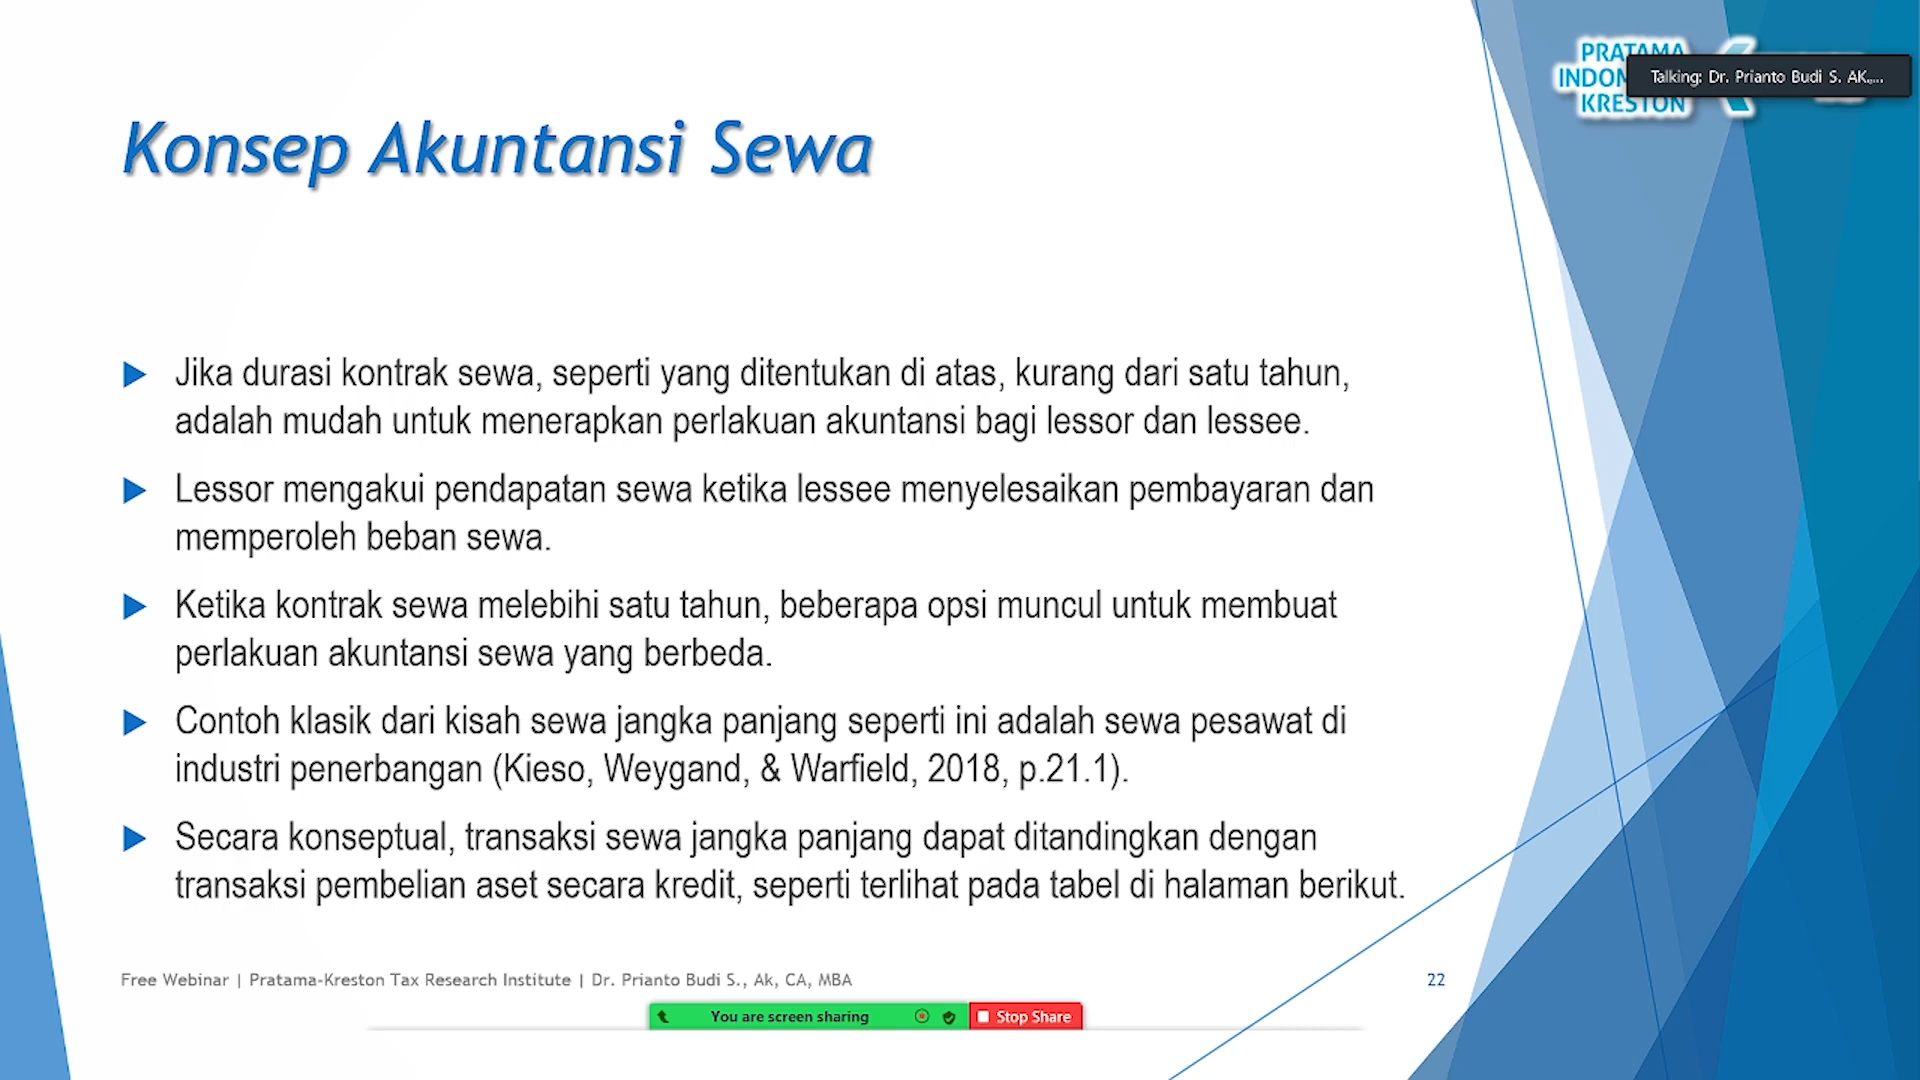 PRATAMA
KRESTON
Talking: Dr. Prianto Budi S. AK,...
Konsep Akuntansi Sewa
Jika durasi kontrak sewa, seperti yang ditentukan di atas, kurang dari satu tahun,
adalah mudah untuk menerapkan perlakuan akuntansi bagi lessor dan lessee.
Lessor mengakui pendapatan sewa ketika lessee menyelesaikan pembayaran dan
memperoleh beban sewa.
Ketika kontrak sewa melebihi satu tahun, beberapa opsi muncul untuk membuat
perlakuan akuntansi sewa yang berbeda.
Contoh klasik dari kisah sewa jangka panjang seperti ini adalah sewa pesawat di
industri penerbangan (Kieso, Weygand, & Warfield, 2018, p.21.1).
Secara konseptual, transaksi sewa jangka panjang dapat ditandingkan dengan
transaksi pembelian aset secara kredit, seperti terlihat pada tabel di halaman berikut.
Free Webinar | Pratama-Kreston Tax Research Institute | Dr. Prianto Budi S., Ak, CA, MBA
22
You are screen sharing
Stop Share